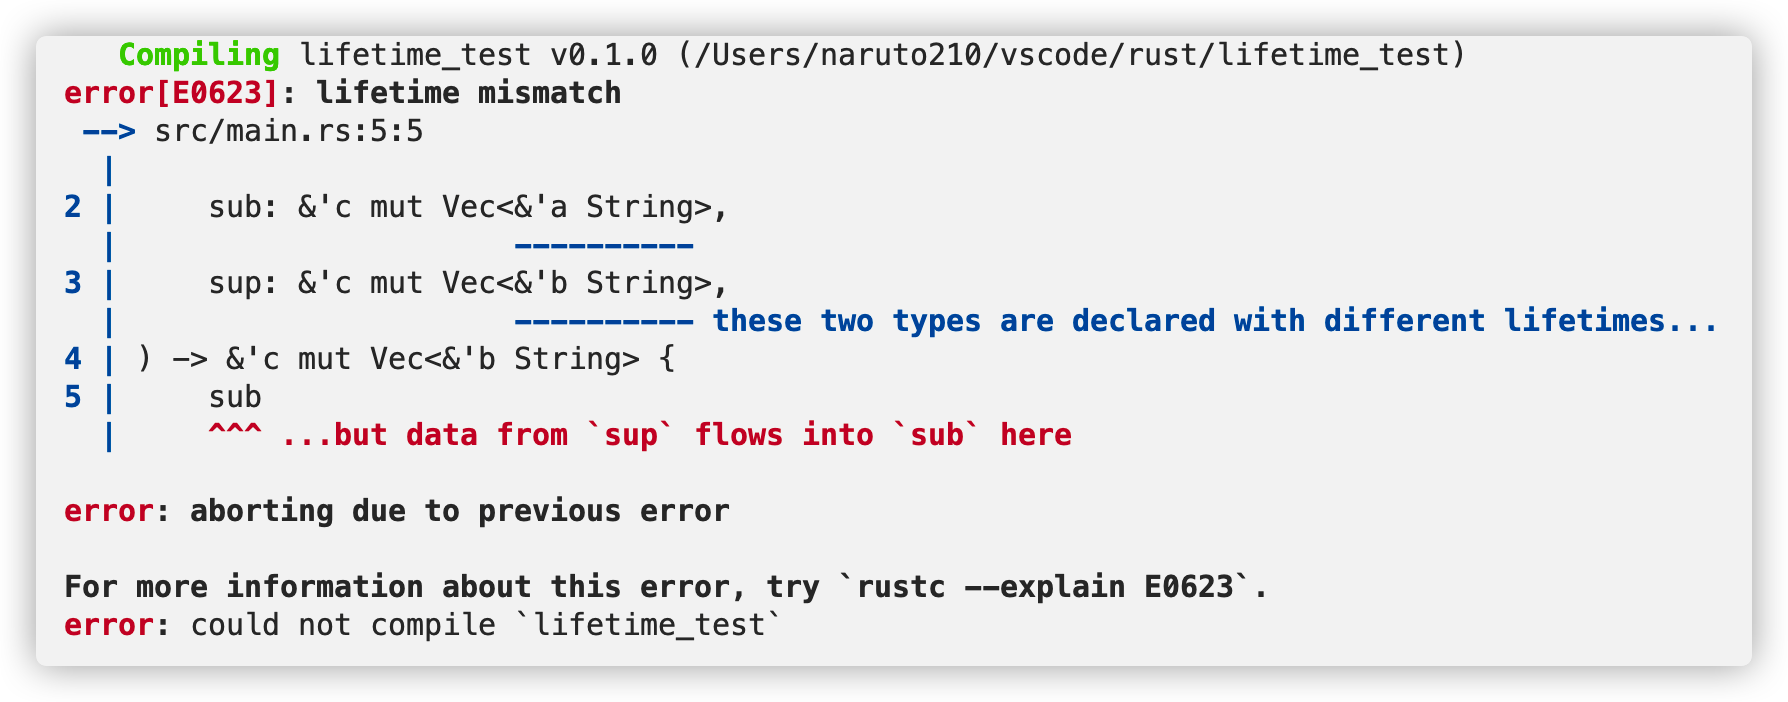 Compiling lifetime_test v0.1.0 (/Users/naruto210/vscode/rust/lifetime_test)
error[E0623]: lifetime mismatch
 --> src/main.rs:5:5
  |
2 |     sub: &'c mut Vec<&'a String>,
  |                      ----------
3 |     sup: &'c mut Vec<&'b String>,
  |                      ---------- these two types are declared with different lifetimes...
4 | ) -> &'c mut Vec<&'b String> {
5 |     sub
  |     ^^^ ...but data from `sup` flows into `sub` here

error: aborting due to previous error

For more information about this error, try `rustc --explain E0623`.
error: could not compile `lifetime_test`